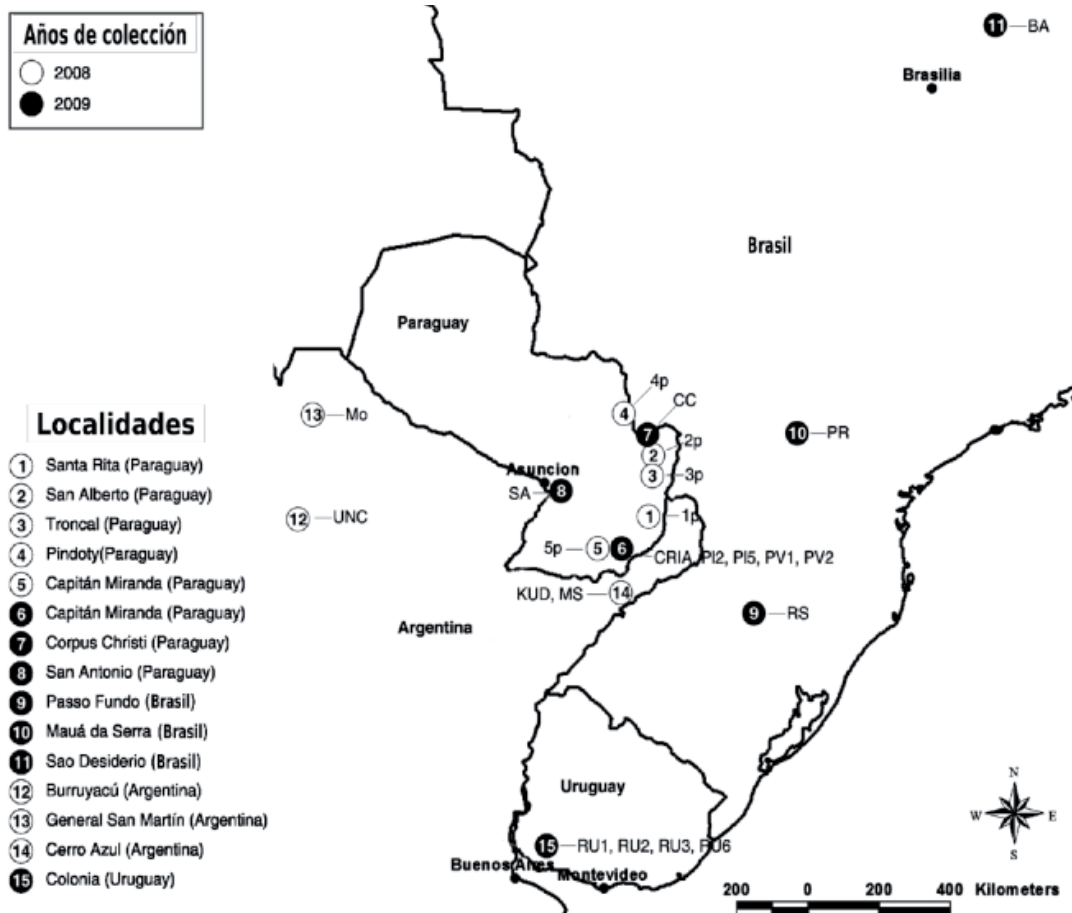 Años de colección
2008
2009
11
BA
Brasilia
Brasil
Paraguay
4p
CC
4
13
Mo
7
10
PR
2p
2
Asuncion
3
3p
SA
8
12
UNC
1
1p
5p
5
6
CRIA, PI2, PI5, PV1, PV2
KUD, MS
14
9
RS
Argentina
Uruguay
15
RU1, RU2, RU3, RU6
Buenos Aires
Montevideo
Localidades
1 Santa Rita (Paraguay)
2 San Alberto (Paraguay)
3 Troncal (Paraguay)
4 Pindoty(Paraguay)
5 Capitán Miranda (Paraguay)
6 Capitán Miranda (Paraguay)
7 Corpus Christi (Paraguay)
8 San Antonio (Paraguay)
9 Passo Fundo (Brasil)
10 Mauá da Serra (Brasil)
11 Sao Desiderio (Brasil)
12 Burruyacú (Argentina)
13 General San Martín (Argentina)
14 Cerro Azul (Argentina)
15 Colonia (Uruguay)
N
W
E
S
200 0 200 400 Kilometers